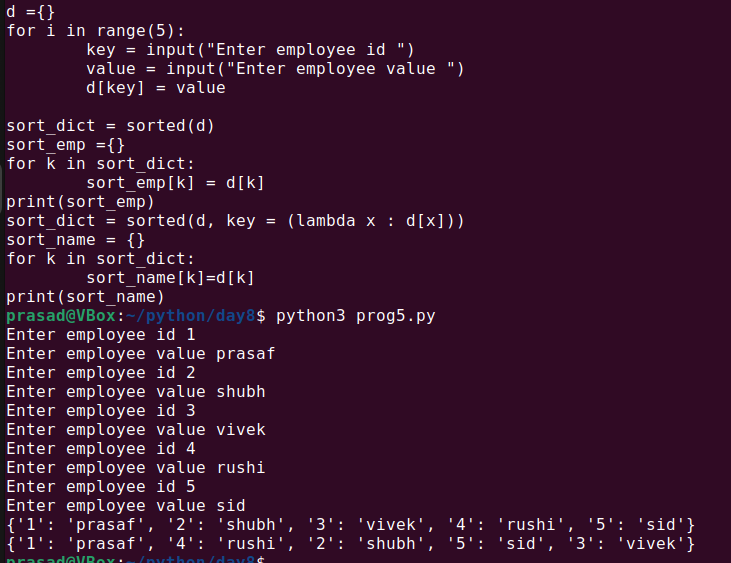 d ={}
for i in range(5):
        key = input("Enter employee id ")
        value = input("Enter employee value ")
        d[key] = value

sort_dict = sorted(d)
sort_emp ={}
for k in sort_dict:
        sort_emp[k] = d[k]
print(sort_emp)
sort_dict = sorted(d, key = (lambda x : d[x]))
sort_name = {}
for k in sort_dict:
        sort_name[k]=d[k]
print(sort_name)
prasad@VBox:~/python/day8$ python3 prog5.py
Enter employee id 1
Enter employee value prasaf
Enter employee id 2
Enter employee value shubh
Enter employee id 3
Enter employee value vivek
Enter employee id 4
Enter employee value rushi
Enter employee id 5
Enter employee value sid
{'1': 'prasaf', '2': 'shubh', '3': 'vivek', '4': 'rushi', '5': 'sid'}
{'1': 'prasaf', '4': 'rushi', '2': 'shubh', '5': 'sid', '3': 'vivek'}
prasad@VBox:~/python/day8$